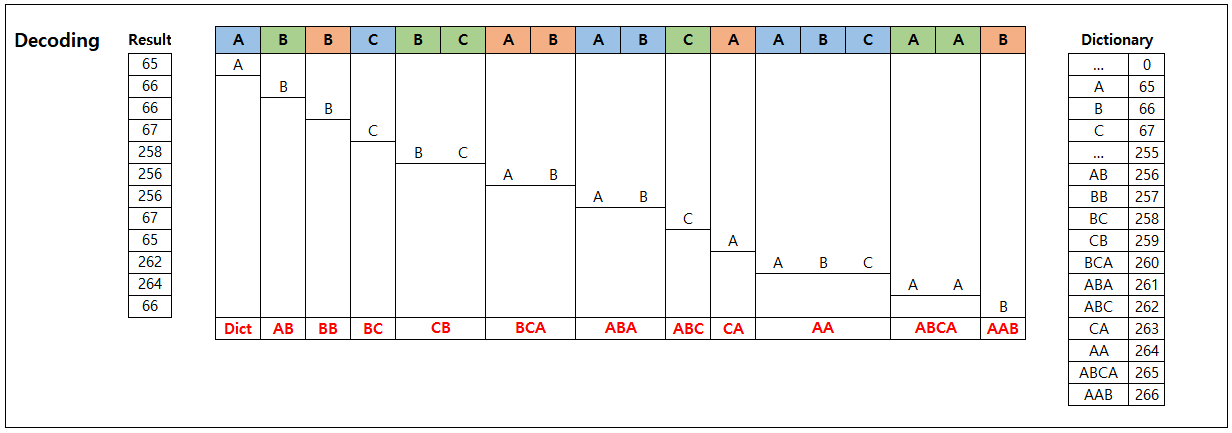 Decoding Result A B B C B C A B A B C A A B C A A B Dictionary
65 A ... 0
66 B A 65
66 B B 66
67 C C 67
258 B C ... 255
256 A B AB 256
256 A B BB 257
67 C BC 258
65 A CB 259
262 A B C BCA 260
264 A A ABA 261
66 B ABC 262
Dict AB BB BC CB BCA ABA ABC CA AA ABCA AAB CA 263
AA 264
ABCA 265
AAB 266